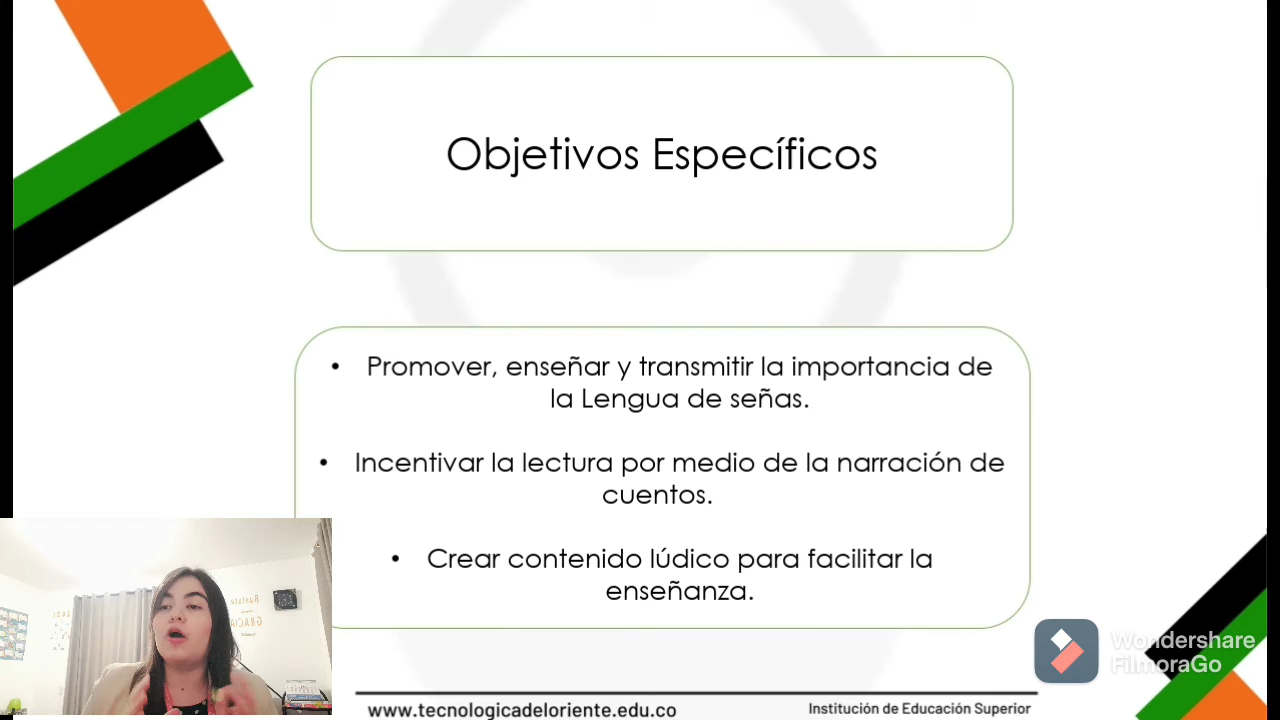 Objetivos Específicos
• Promover, enseñar y transmitir la importancia de
la Lengua de señas.
• Incentivar la lectura por medio de la narración de
cuentos.
• Crear contenido lúdico para facilitar la
enseñanza.
Wondershare
FilmoraGo
www.tecnologicadeloriente.edu.co
Institución de Educación Superior